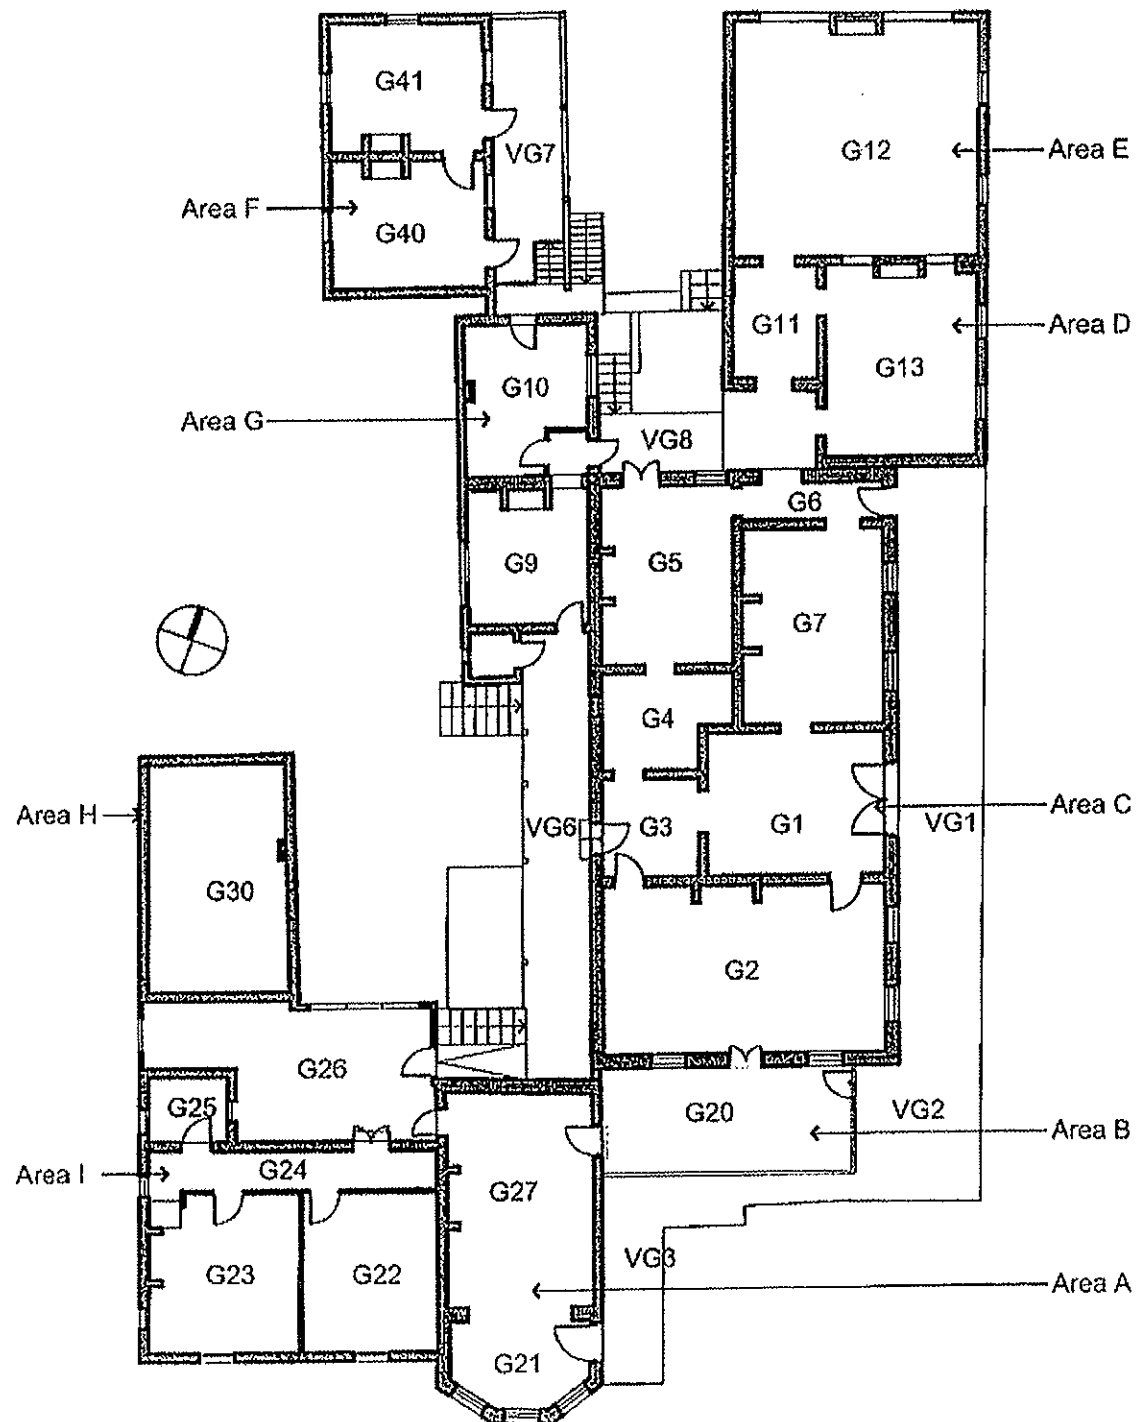 G41
VG7
G12
Area E
Area F
G40
G11
Area D
G13
G10
Area G
VG8
G6
G9
G5
G7
G4
Area H
VG6
G3
G1
VG1
Area C
G30
G2
G26
G25
G20
VG2
Area B
Area I
G24
G27
VG3
G23
G22
Area A
G21